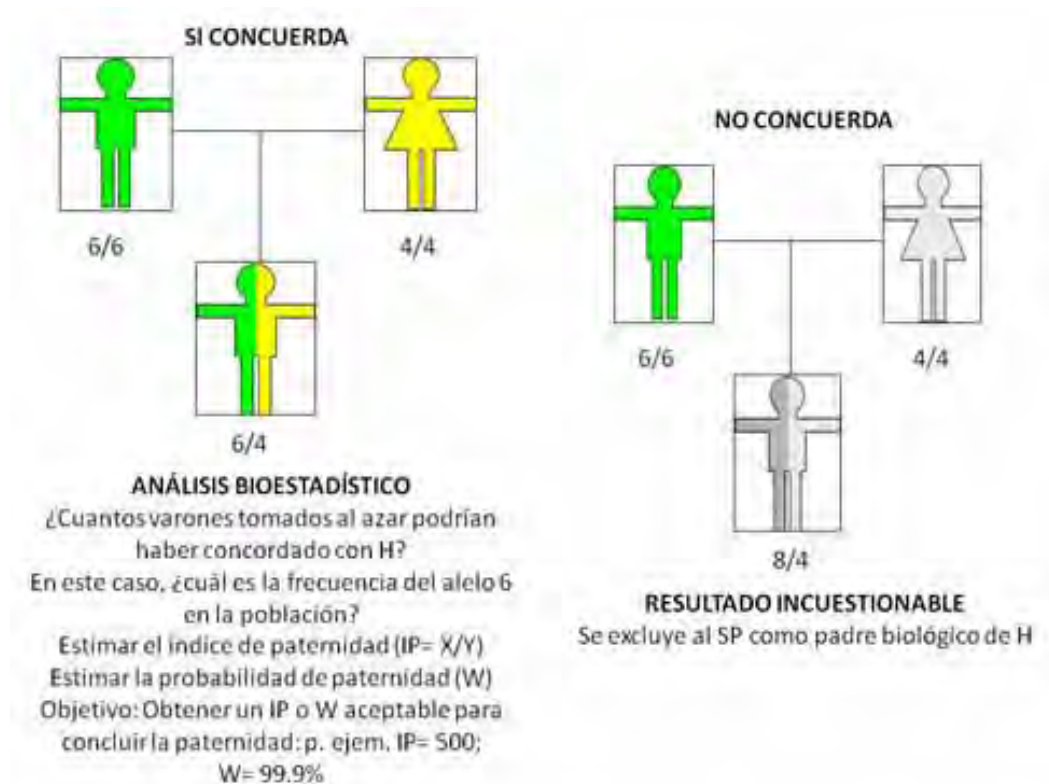 SI CONCUERDA
6/6
4/4
6/4
ANÁLISIS BIOESTADÍSTICO
¿Cuantos varones tomados al azar podrían
haber concordado con H?
En este caso, ¿cuál es la frecuencia del alelo 6
en la población?
Estimar el índice de paternidad (IP= X/Y)
Estimar la probabilidad de paternidad (W)
Objetivo: Obtener un IP o W aceptable para
concluir la paternidad: p. ejem. IP= 500;
W= 99.9%
NO CONCUERDA
6/6
4/4
8/4
RESULTADO INCUESTIONABLE
Se excluye al SP como padre biológico de H